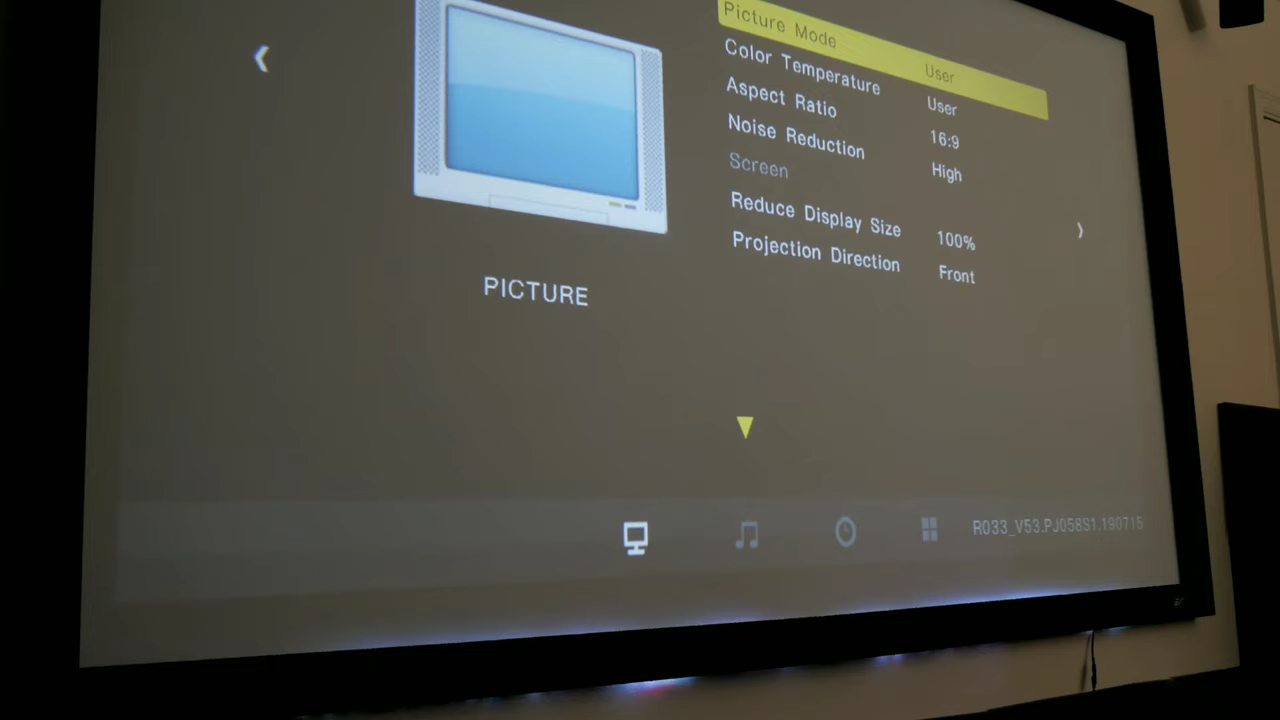 Picture Mode User
Color Temperature User
Aspect Ratio 16:9
Noise Reduction High
Screen
Reduce Display Size 100%
Projection Direction Front
PICTURE
R033_V53.PJ058S1.190715